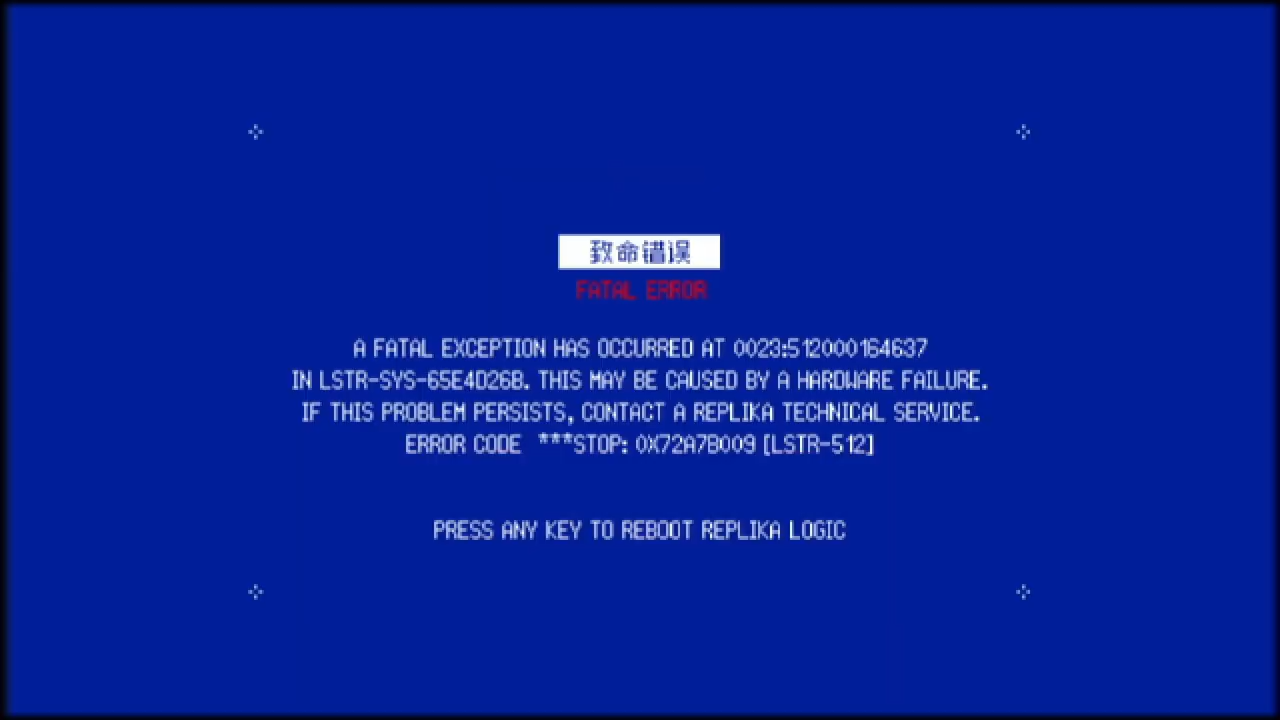 致命错误
FATAL ERROR
A FATAL EXCEPTION HAS OCCURRED AT 0023:512000164637
IN LSTR-SYS-65E4D26B. THIS MAY BE CAUSED BY A HARDWARE FAILURE.
IF THIS PROBLEM PERSISTS, CONTACT A REPLIKA TECHNICAL SERVICE.
ERROR CODE ***STOP: 0X72A7B009 [LSTR-512]
PRESS ANY KEY TO REBOOT REPLIKA LOGIC